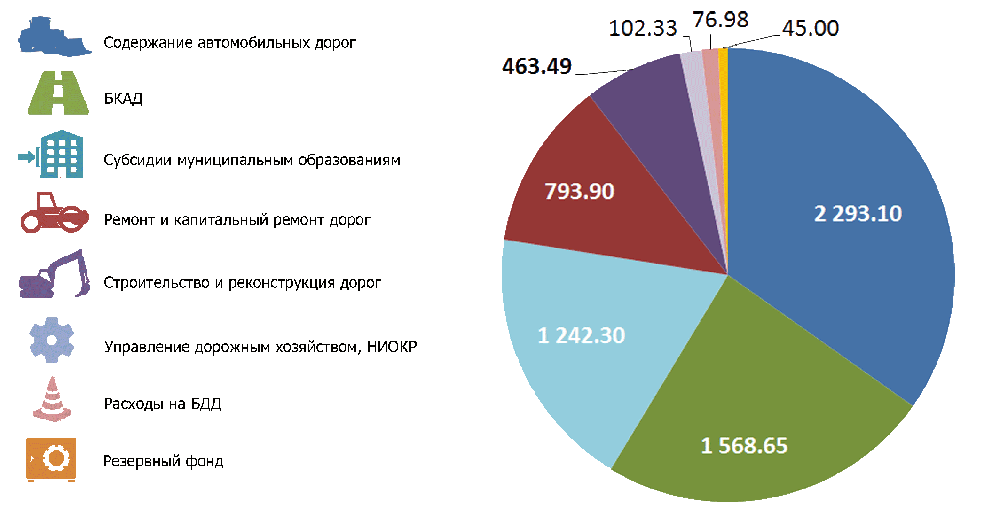 Содержание автомобильных дорог
БКАД
Субсидии муниципальным образованиям
Ремонт и капитальный ремонт дорог
Строительство и реконструкция дорог
Управление дорожным хозяйством, НИОКР
Расходы на БДД
Резервный фонд
102.33
76.98
45.00
463.49
793.90
2 293.10
1 242.30
1 568.65